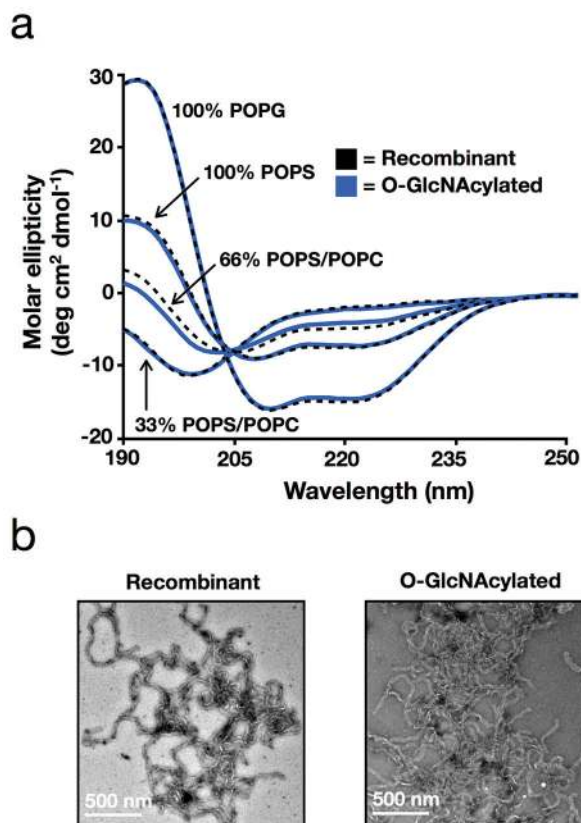 a
30
20
10
0
-10
-20
Molar ellipticity
(deg cm² dmol⁻¹)
100% POPG
100% POPS
66% POPS/POPC
33% POPS/POPC
= Recombinant
= O-GlcNAcylated
190
205
220
235
250
Wavelength (nm)
b
Recombinant
O-GlcNAcylated
500 nm
500 nm